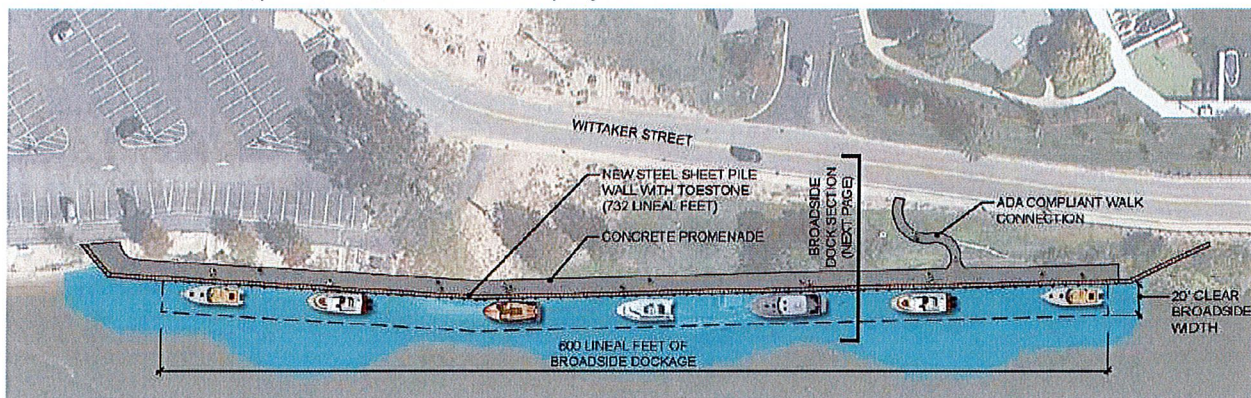 WITTAKER STREET
NEW STEEL SHEET PILE
WALL WITH TOESTONE
(732 LINEAL FEET)
CONCRETE PROMENADE
BROADSIDE
DOCK SECTION
(NEXT PAGE)
ADA COMPLIANT WALK
CONNECTION
20' CLEAR
BROADSIDE
WIDTH
600 LINEAL FEET OF
BROADSIDE DOCKAGE